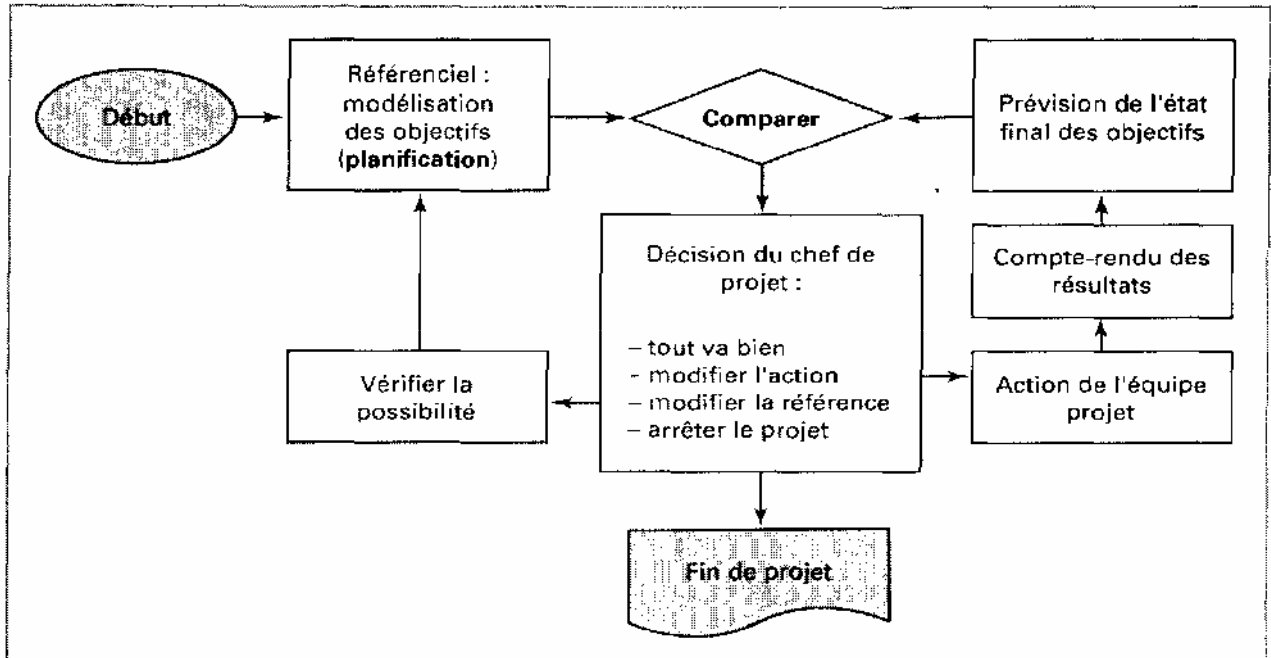 Début
Référenciel :
modélisation
des objectifs
(planification)
Comparer
Prévision de l'état
final des objectifs
Décision du chef de
projet :
– tout va bien
- modifier l'action
– modifier la référence
– arrêter le projet
Compte-rendu des
résultats
Vérifier la
possibilité
Action de l'équipe
projet
Fin de projet